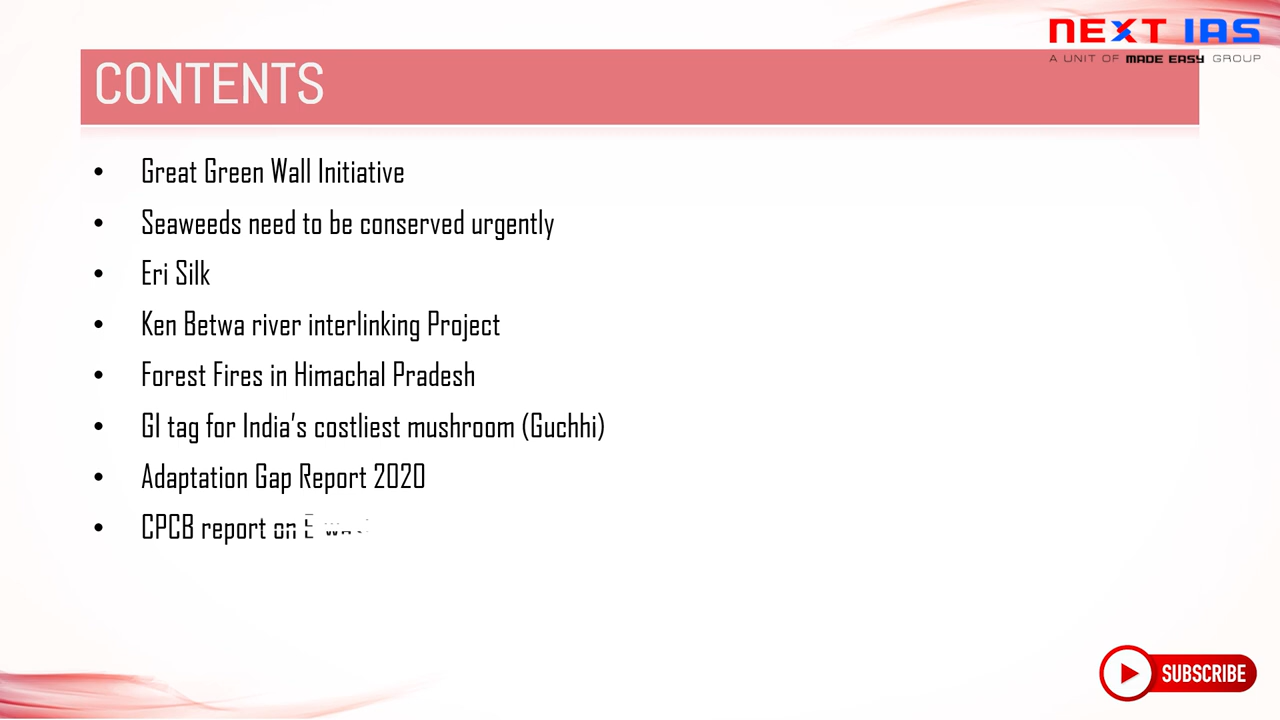 NEXT IAS
A UNIT OF MADE EASY GROUP
CONTENTS
• Great Green Wall Initiative
• Seaweeds need to be conserved urgently
• Eri Silk
• Ken Betwa river interlinking Project
• Forest Fires in Himachal Pradesh
• GI tag for India's costliest mushroom (Guchhi)
• Adaptation Gap Report 2020
• CPCB report on
SUBSCRIBE